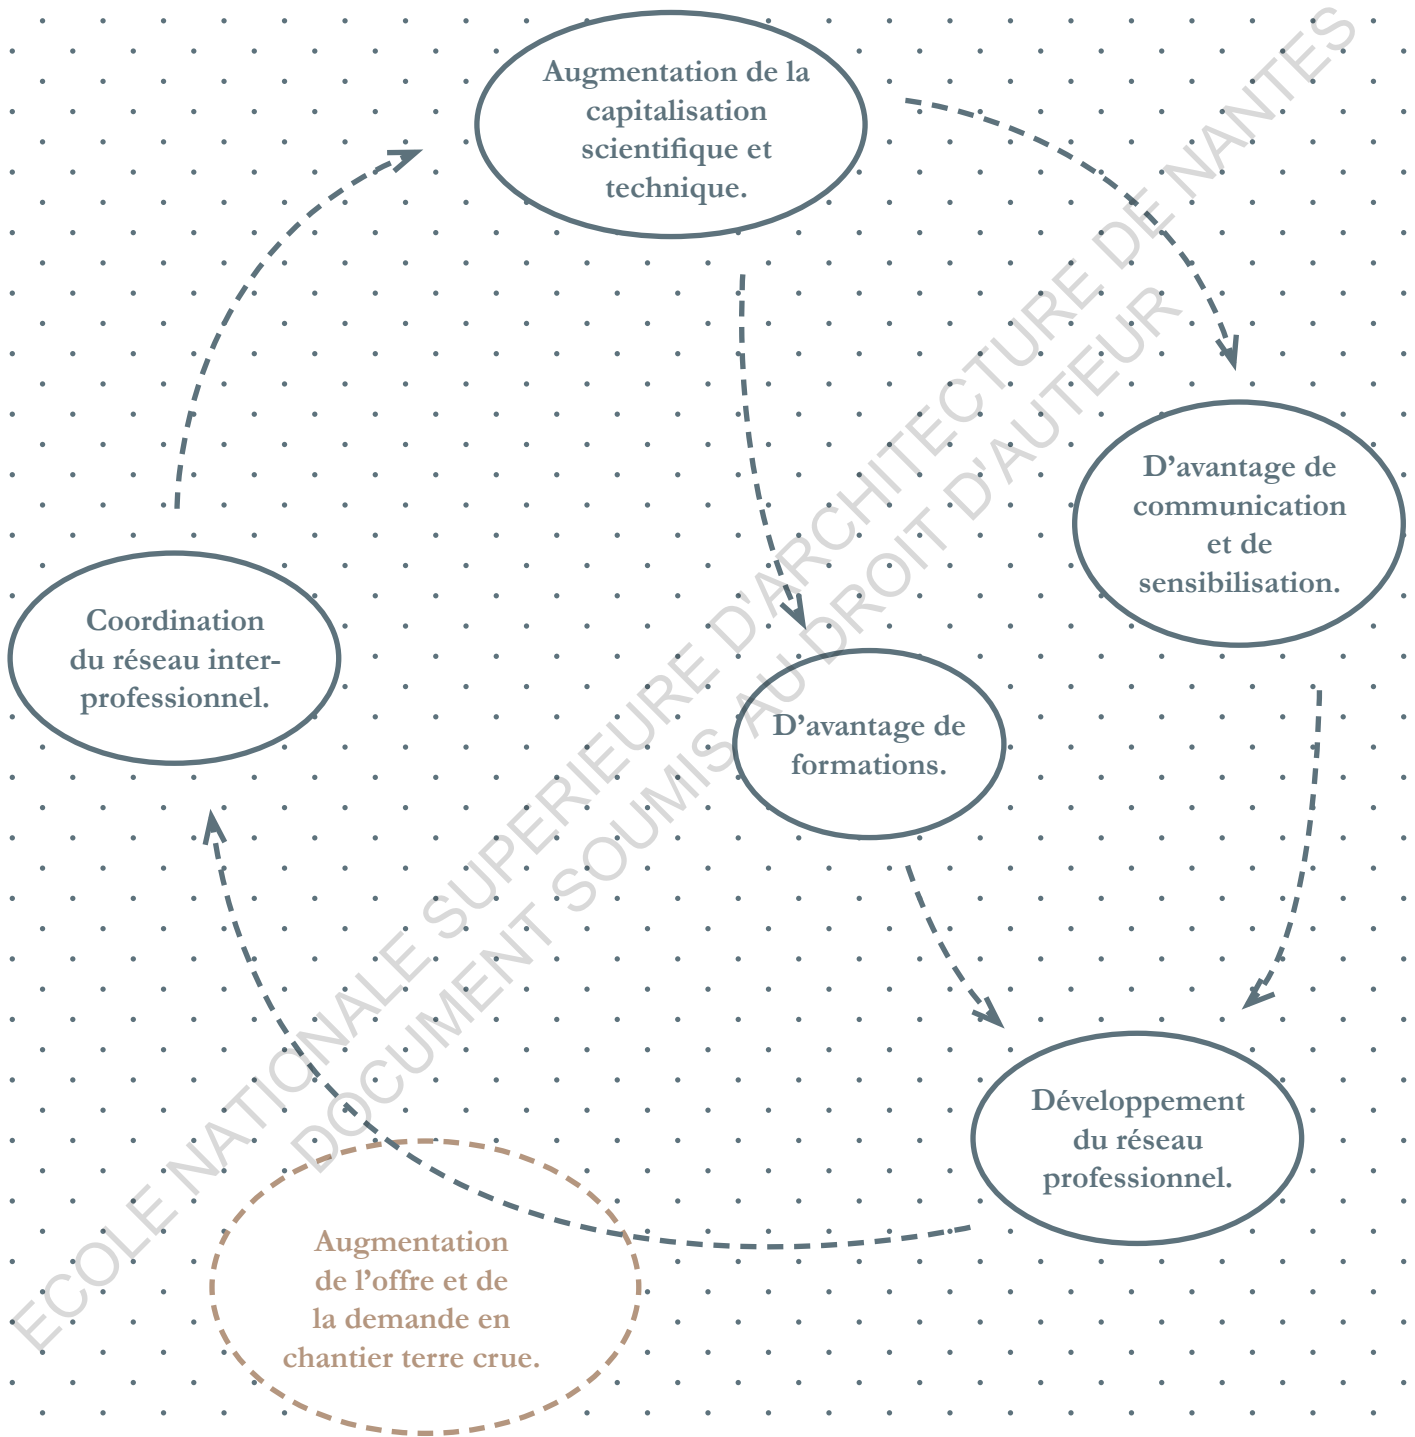 Augmentation de la
capitalisation
scientifique et
technique.
D’avantage de
communication
et de
sensibilisation.
Coordination
du réseau inter-
professionnel.
D’avantage de
formations.
Développement
du réseau
professionnel.
Augmentation
de l’offre et de
la demande en
chantier terre crue.
ECOLE NATIONALE SUPERIEURE D'ARCHITECTURE DE NANTES
DOCUMENT SOUMIS AU DROIT D'AUTEUR